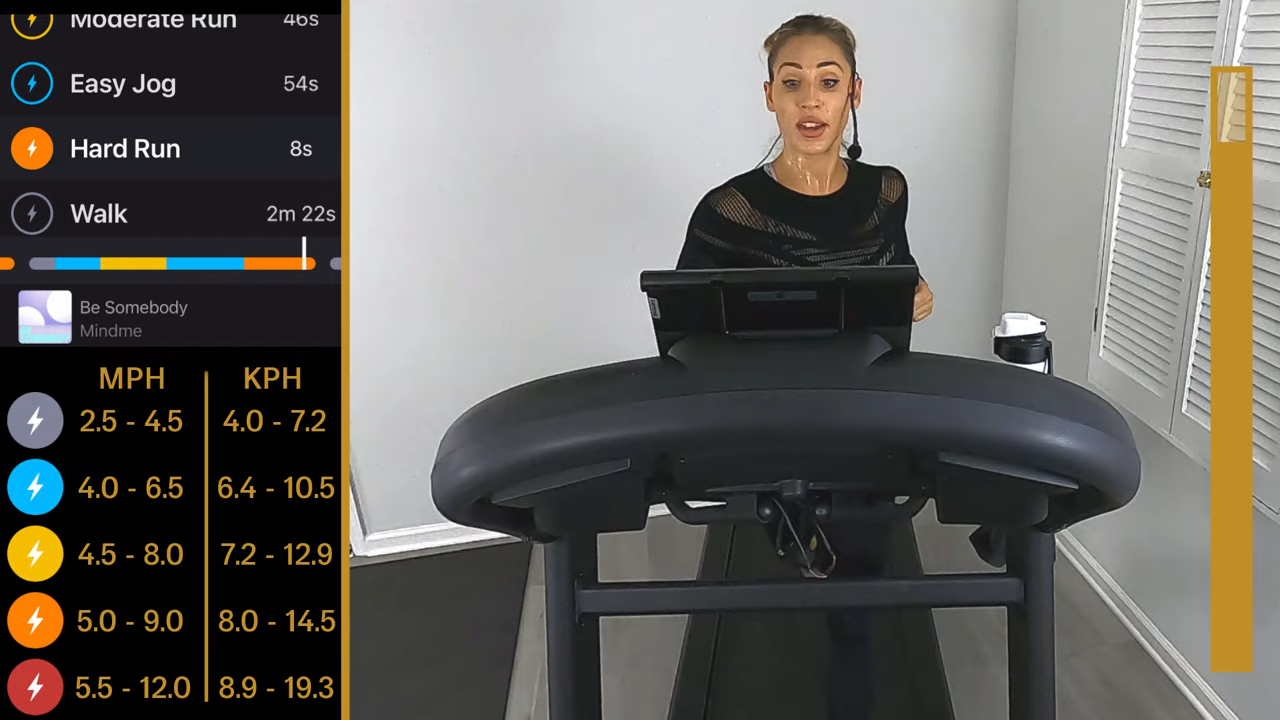 Moderate Run 46s
Easy Jog 54s
Hard Run 8s
Walk 2m 22s
Be Somebody
Mindme
MPH KPH
2.5 - 4.5 4.0 - 7.2
4.0 - 6.5 6.4 - 10.5
4.5 - 8.0 7.2 - 12.9
5.0 - 9.0 8.0 - 14.5
5.5 - 12.0 8.9 - 19.3